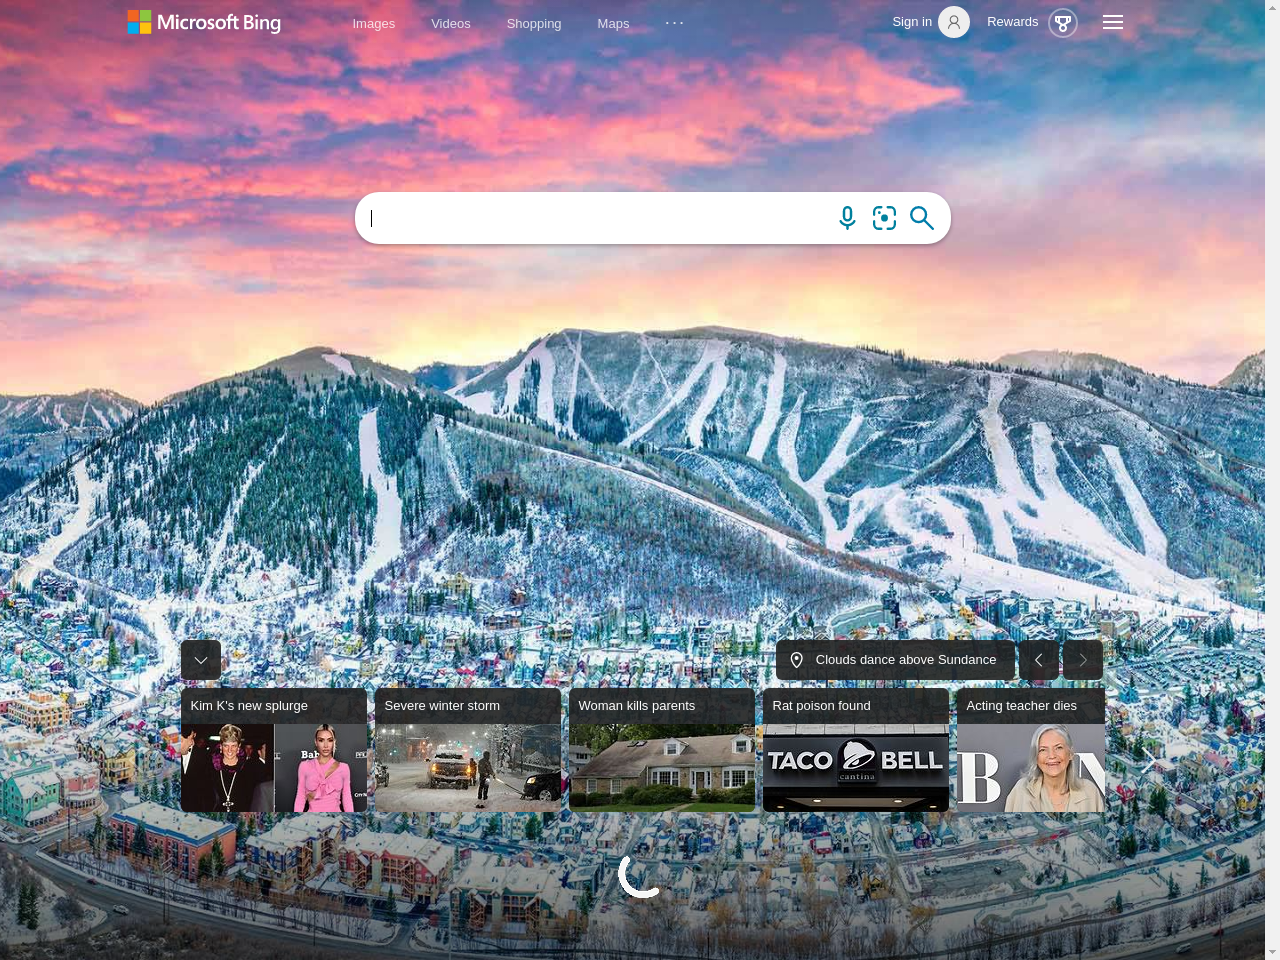 Microsoft Bing
Images
Videos
Shopping
Maps
...
Sign in
Rewards
Clouds dance above Sundance
Kim K's new splurge
Severe winter storm
Woman kills parents
Rat poison found
Acting teacher dies
Bab
TACO BELL
cantina
B